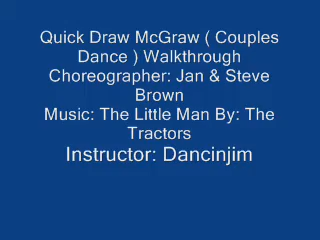 Quick Draw McGraw ( Couples
Dance ) Walkthrough
Choreographer: Jan & Steve
Brown
Music: The Little Man By: The
Tractors
Instructor: Dancinjim